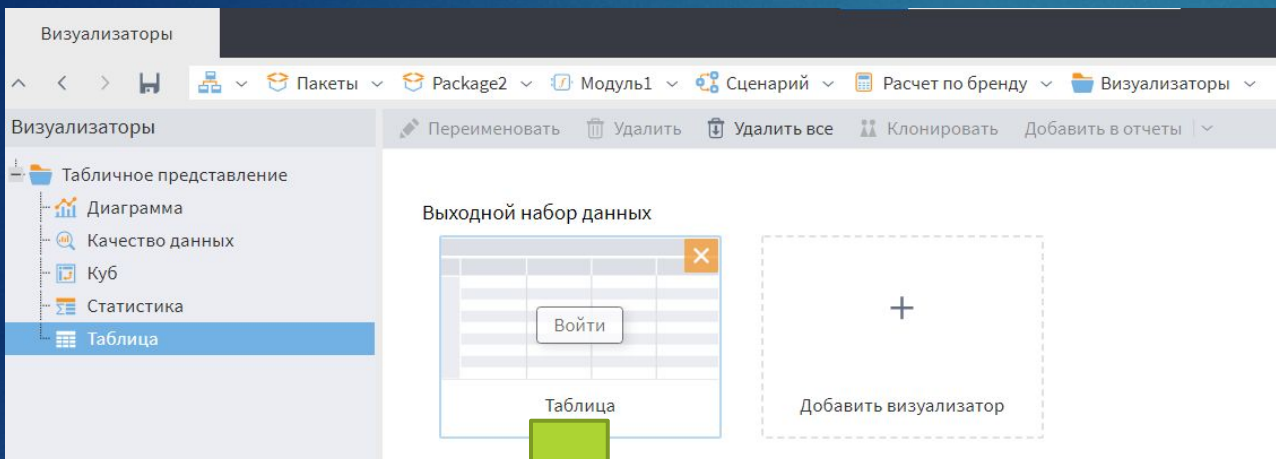 Визуализаторы
Пакеты Package2 Модуль1 Сценарий Расчет по бренду Визуализаторы
Визуализаторы
Переименовать Удалить Удалить все Клонировать Добавить в отчеты
Табличное представление
Диаграмма
Качество данных
Куб
Статистика
Таблица
Выходной набор данных
Войти
Таблица
Добавить визуализатор